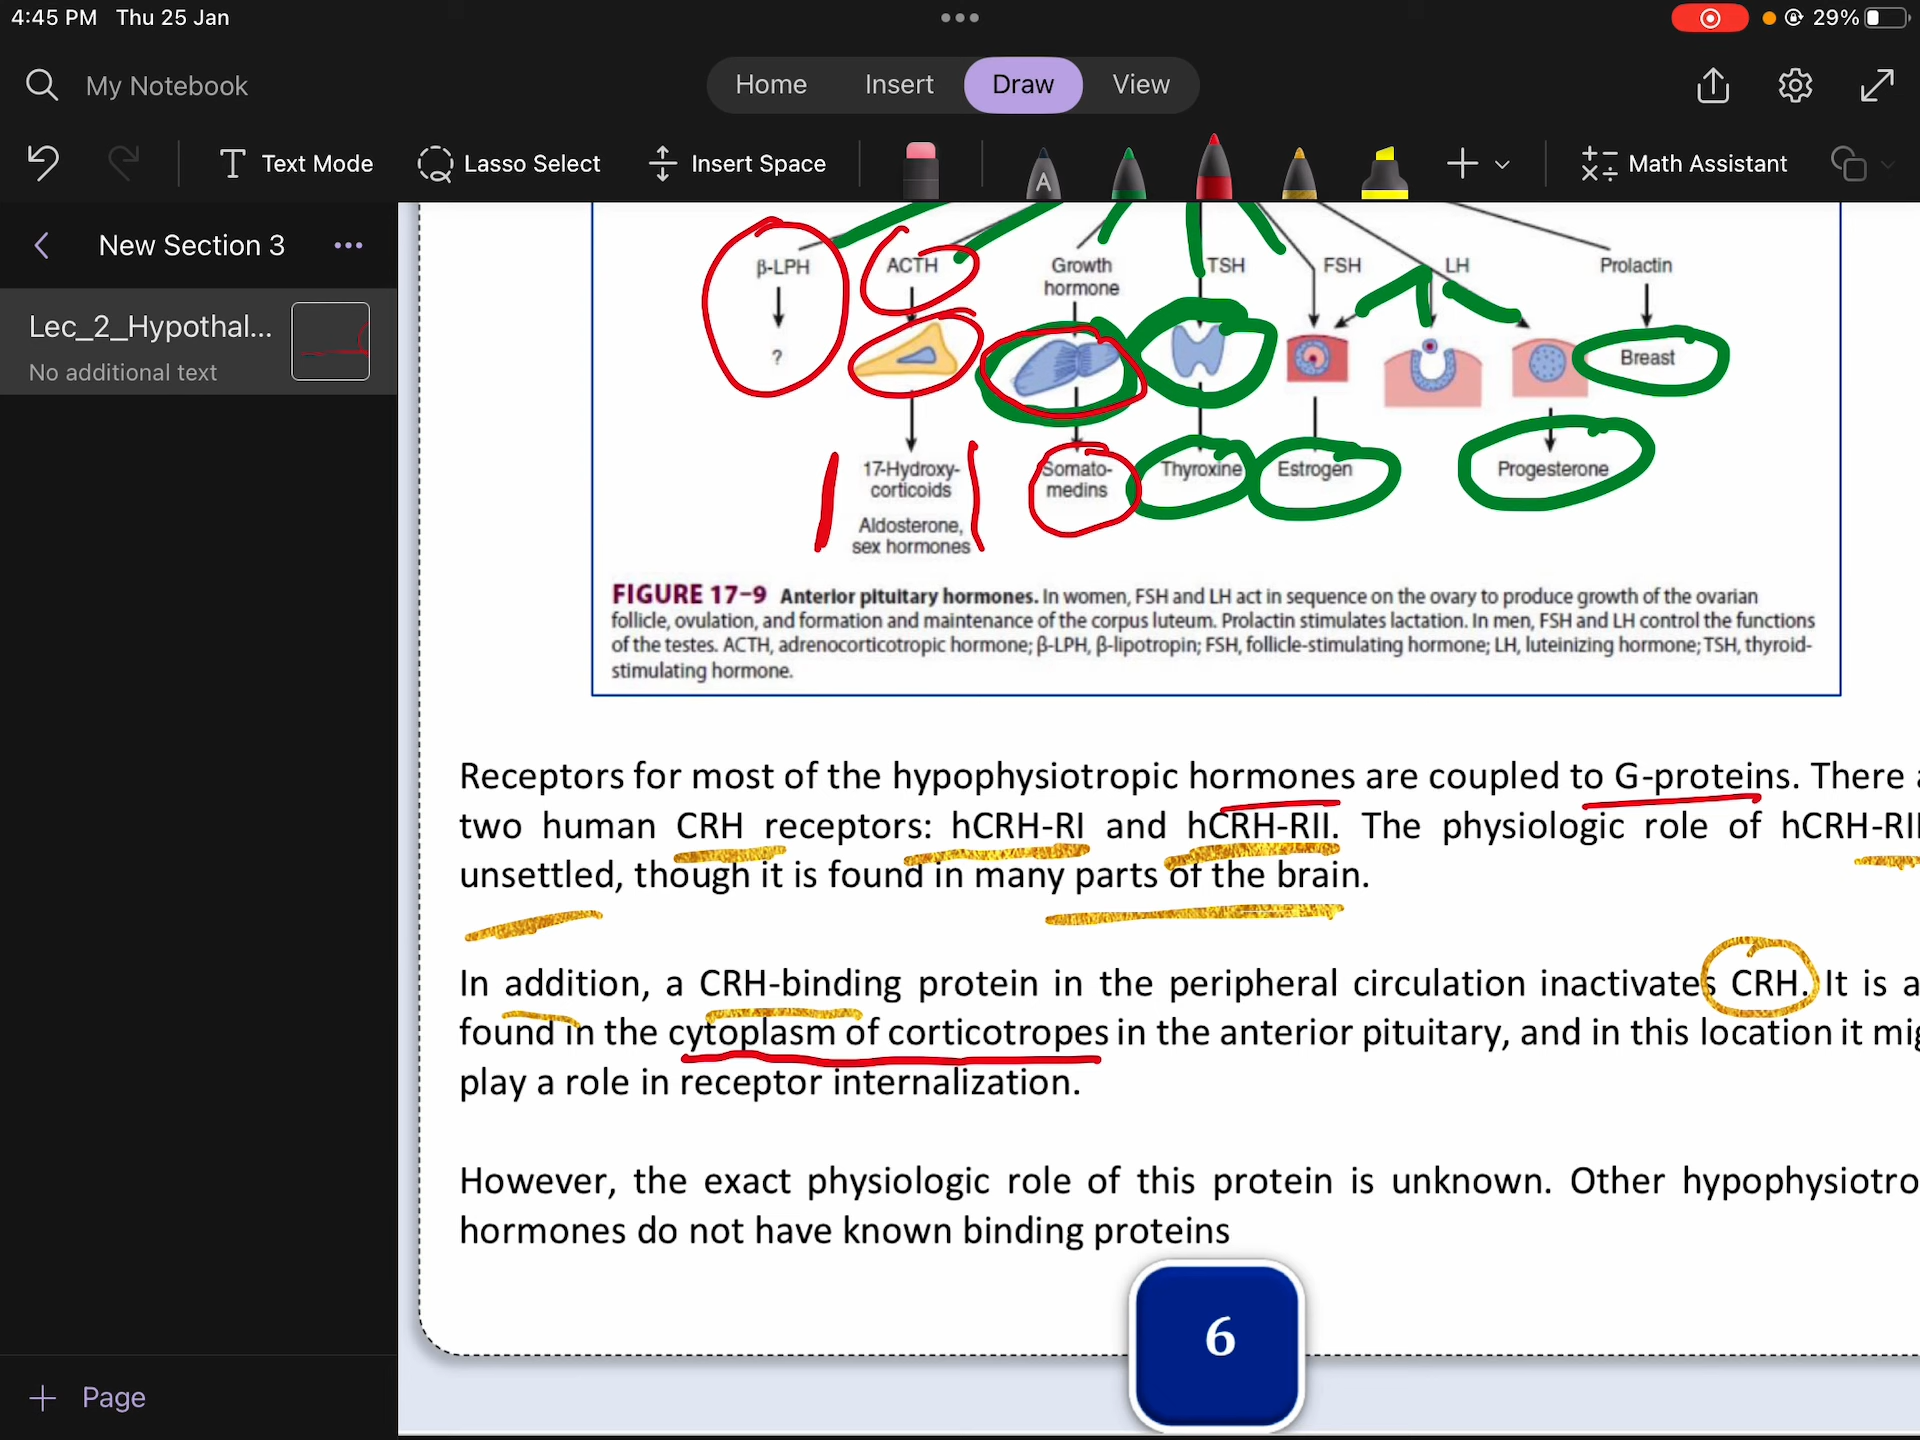 4:45 PM Thu 25 Jan
29%
My Notebook
Home Insert Draw View
Text Mode Lasso Select Insert Space A Math Assistant
New Section 3
Lec_2_Hypothal...
No additional text
β-LPH ACTH Growth TSH FSH LH Prolactin
hormone
? Breast
17-Hydroxy- Somato- Thyroxine Estrogen Progesterone
corticoids medins
Aldosterone,
sex hormones
FIGURE 17–9 Anterior pituitary hormones. In women, FSH and LH act in sequence on the ovary to produce growth of the ovarian
follicle, ovulation, and formation and maintenance of the corpus luteum. Prolactin stimulates lactation. In men, FSH and LH control the functions
of the testes. ACTH, adrenocorticotropic hormone; β-LPH, β-lipotropin; FSH, follicle-stimulating hormone; LH, luteinizing hormone; TSH, thyroid-
stimulating hormone.
Receptors for most of the hypophysiotropic hormones are coupled to G-proteins. There
two human CRH receptors: hCRH-RI and hCRH-RII. The physiologic role of hCRH-RII
unsettled, though it is found in many parts of the brain.
In addition, a CRH-binding protein in the peripheral circulation inactivates CRH. It is
found in the cytoplasm of corticotropes in the anterior pituitary, and in this location it
play a role in receptor internalization.
However, the exact physiologic role of this protein is unknown. Other hypophysiotro
hormones do not have known binding proteins
6
Page